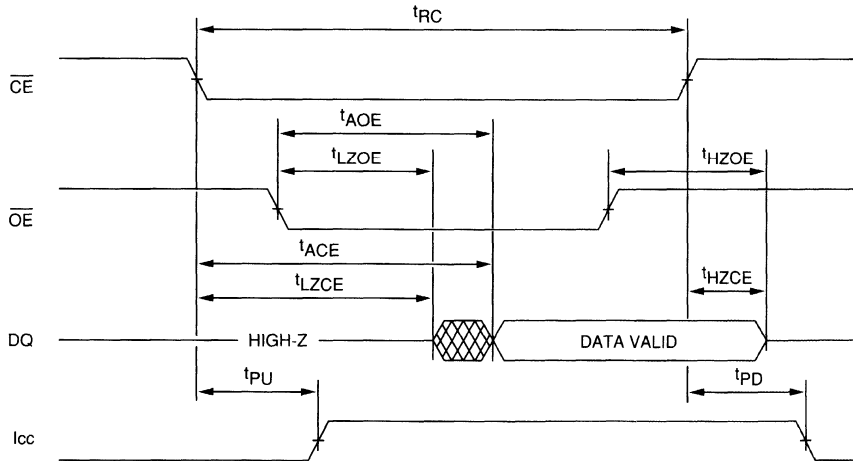 tRC
CE
tAOE
tLZOE
tHZOE
OE
tACE
tLZCE
tHZCE
DQ
HIGH-Z
DATA VALID
tPU
tPD
Icc